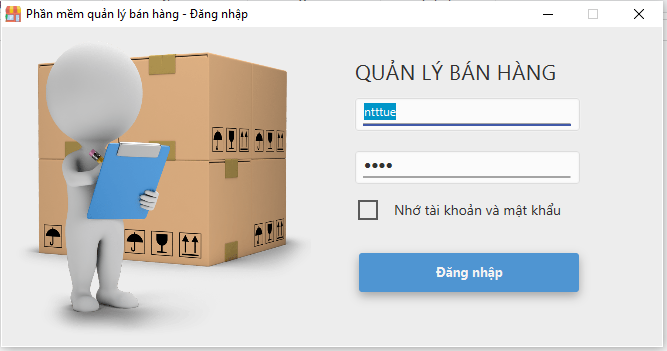 Phần mềm quản lý bán hàng - Đăng nhập
QUẢN LÝ BÁN HÀNG
ntttue
••••
Nhớ tài khoản và mật khẩu
Đăng nhập